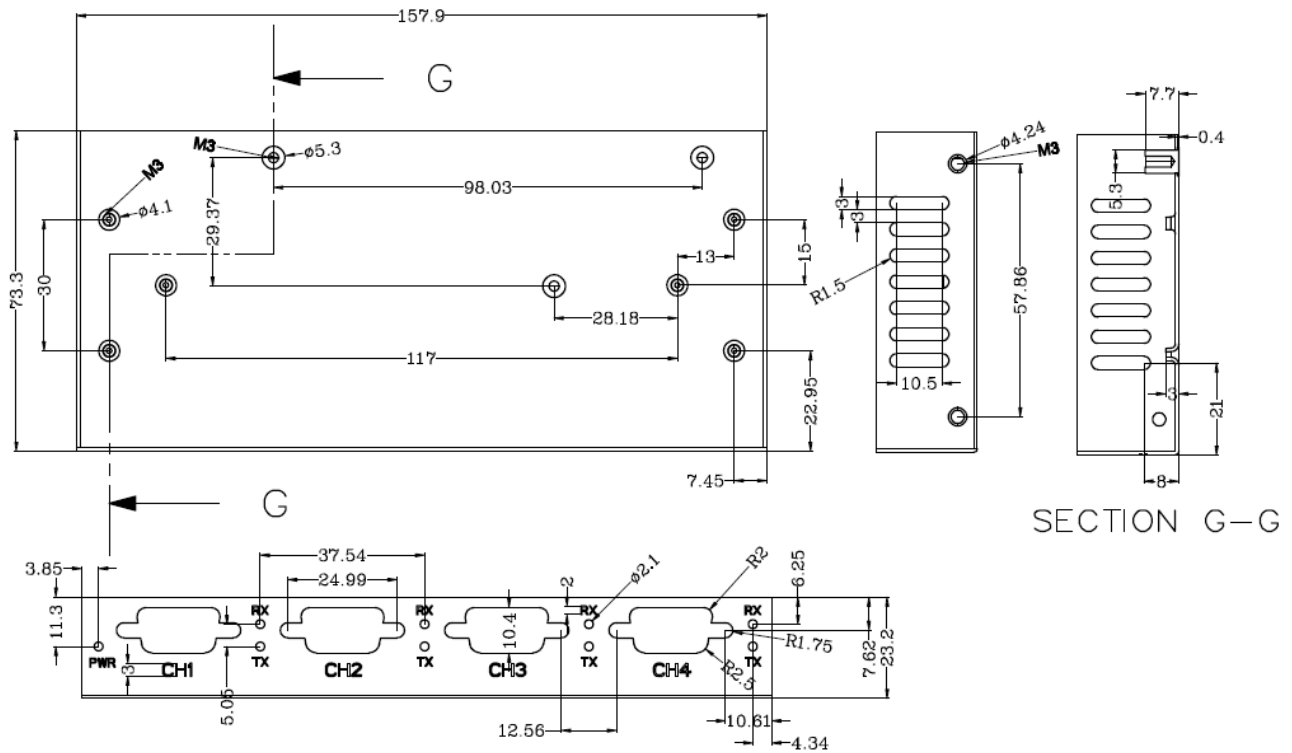 157.9
G
M3
ø5.3
M3
ø4.1
98.03
29.37
30
73.3
13
15
28.18
117
22.95
7.45
G
ø4.24
M3
3
3
R1.5
57.86
10.5
7.7
0.4
5.3
3
21
8
SECTION G-G
3.85
37.54
24.99
2
ø2.1
R2
6.25
11.3
RX
RX
RX
RX
10.4
R1.75
7.62
23.2
PWR
CH1
TX
CH2
TX
CH3
TX
CH4
TX
R2.5
3
5.05
12.56
10.61
4.34